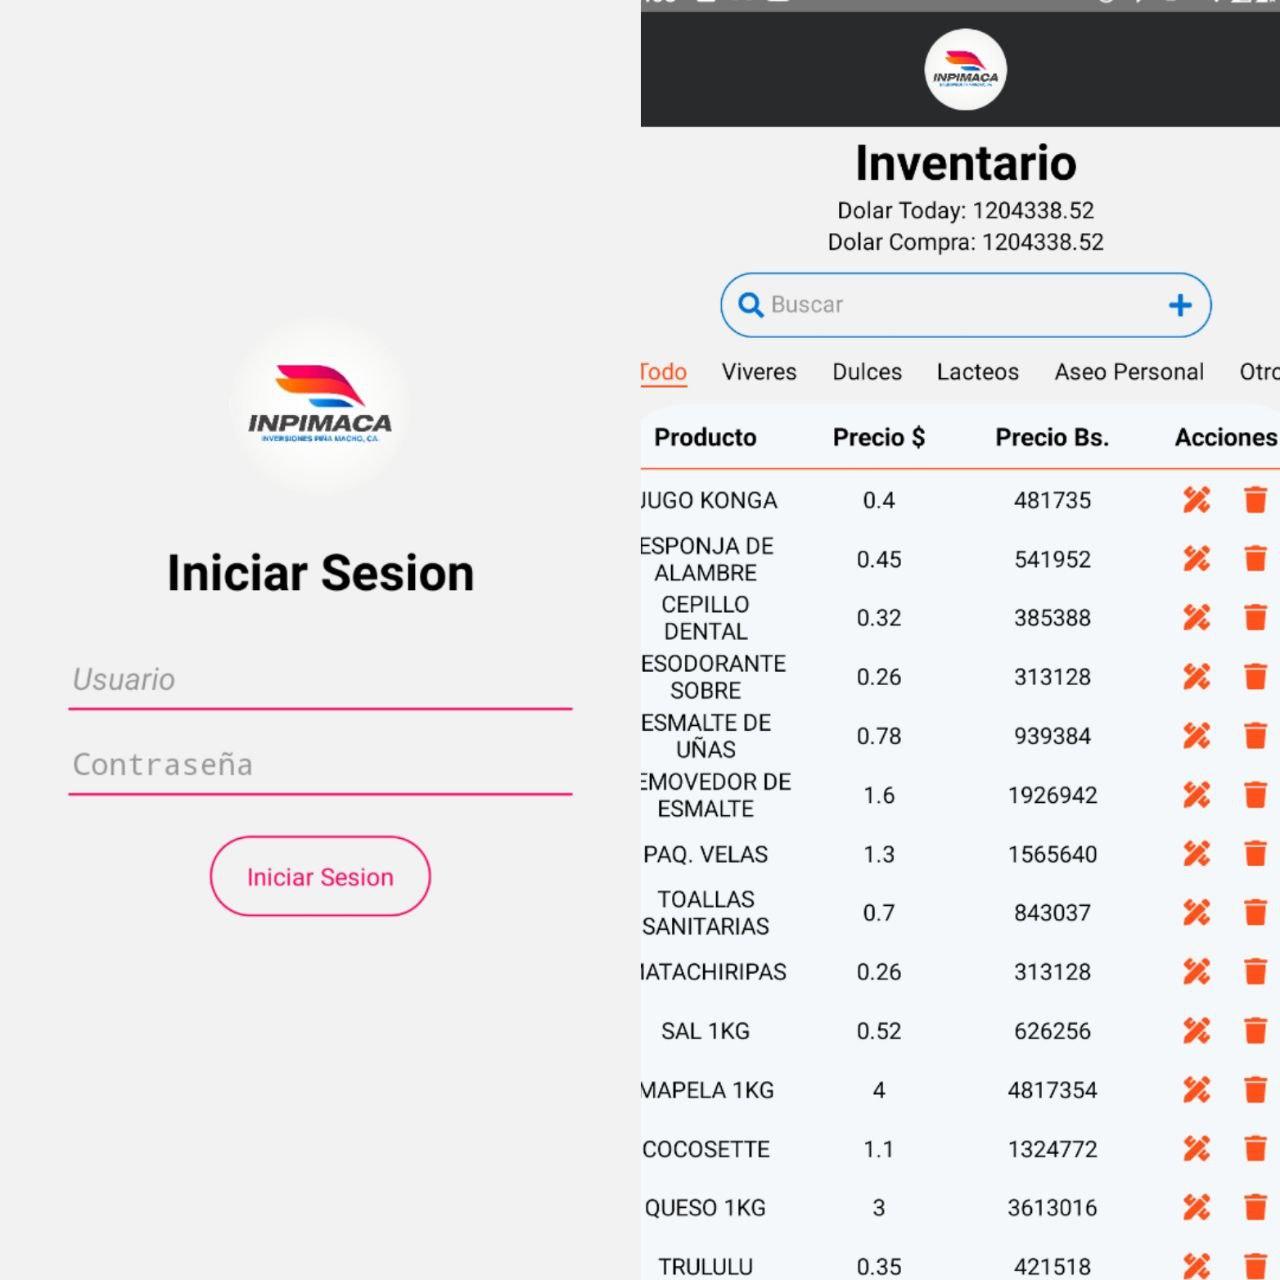 INPIMACA
INVERSIONES PIÑA MACHO, CA.
Iniciar Sesion
Usuario
Contraseña
Iniciar Sesion
INPIMACA
Inventario
Dolar Today: 1204338.52
Dolar Compra: 1204338.52
Buscar
Todo Viveres Dulces Lacteos Aseo Personal Otro
Producto Precio $ Precio Bs. Acciones
JUGO KONGA 0.4 481735
ESPONJA DE
ALAMBRE 0.45 541952
CEPILLO
DENTAL 0.32 385388
ESODORANTE
SOBRE 0.26 313128
ESMALTE DE
UÑAS 0.78 939384
EMOVEDOR DE
ESMALTE 1.6 1926942
PAQ. VELAS 1.3 1565640
TOALLAS
SANITARIAS 0.7 843037
MATACHIRIPAS 0.26 313128
SAL 1KG 0.52 626256
MAPELA 1KG 4 4817354
COCOSETTE 1.1 1324772
QUESO 1KG 3 3613016
TRULULU 0.35 421518